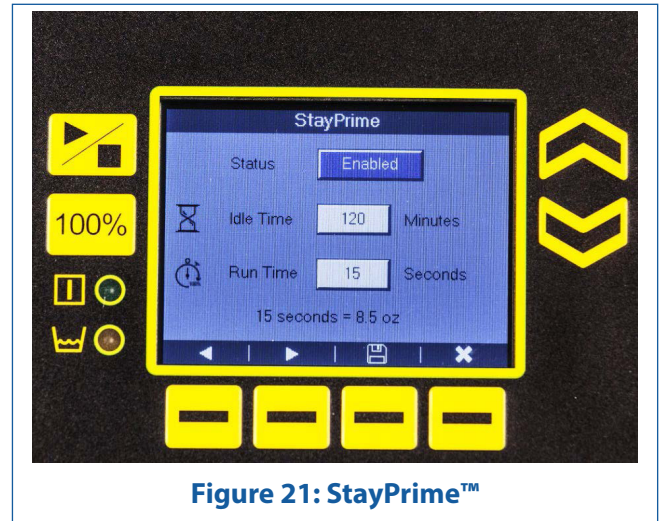 StayPrime
Status Enabled
100% Idle Time 120 Minutes
Run Time 15 Seconds
15 seconds = 8.5 oz
Figure 21: StayPrime™